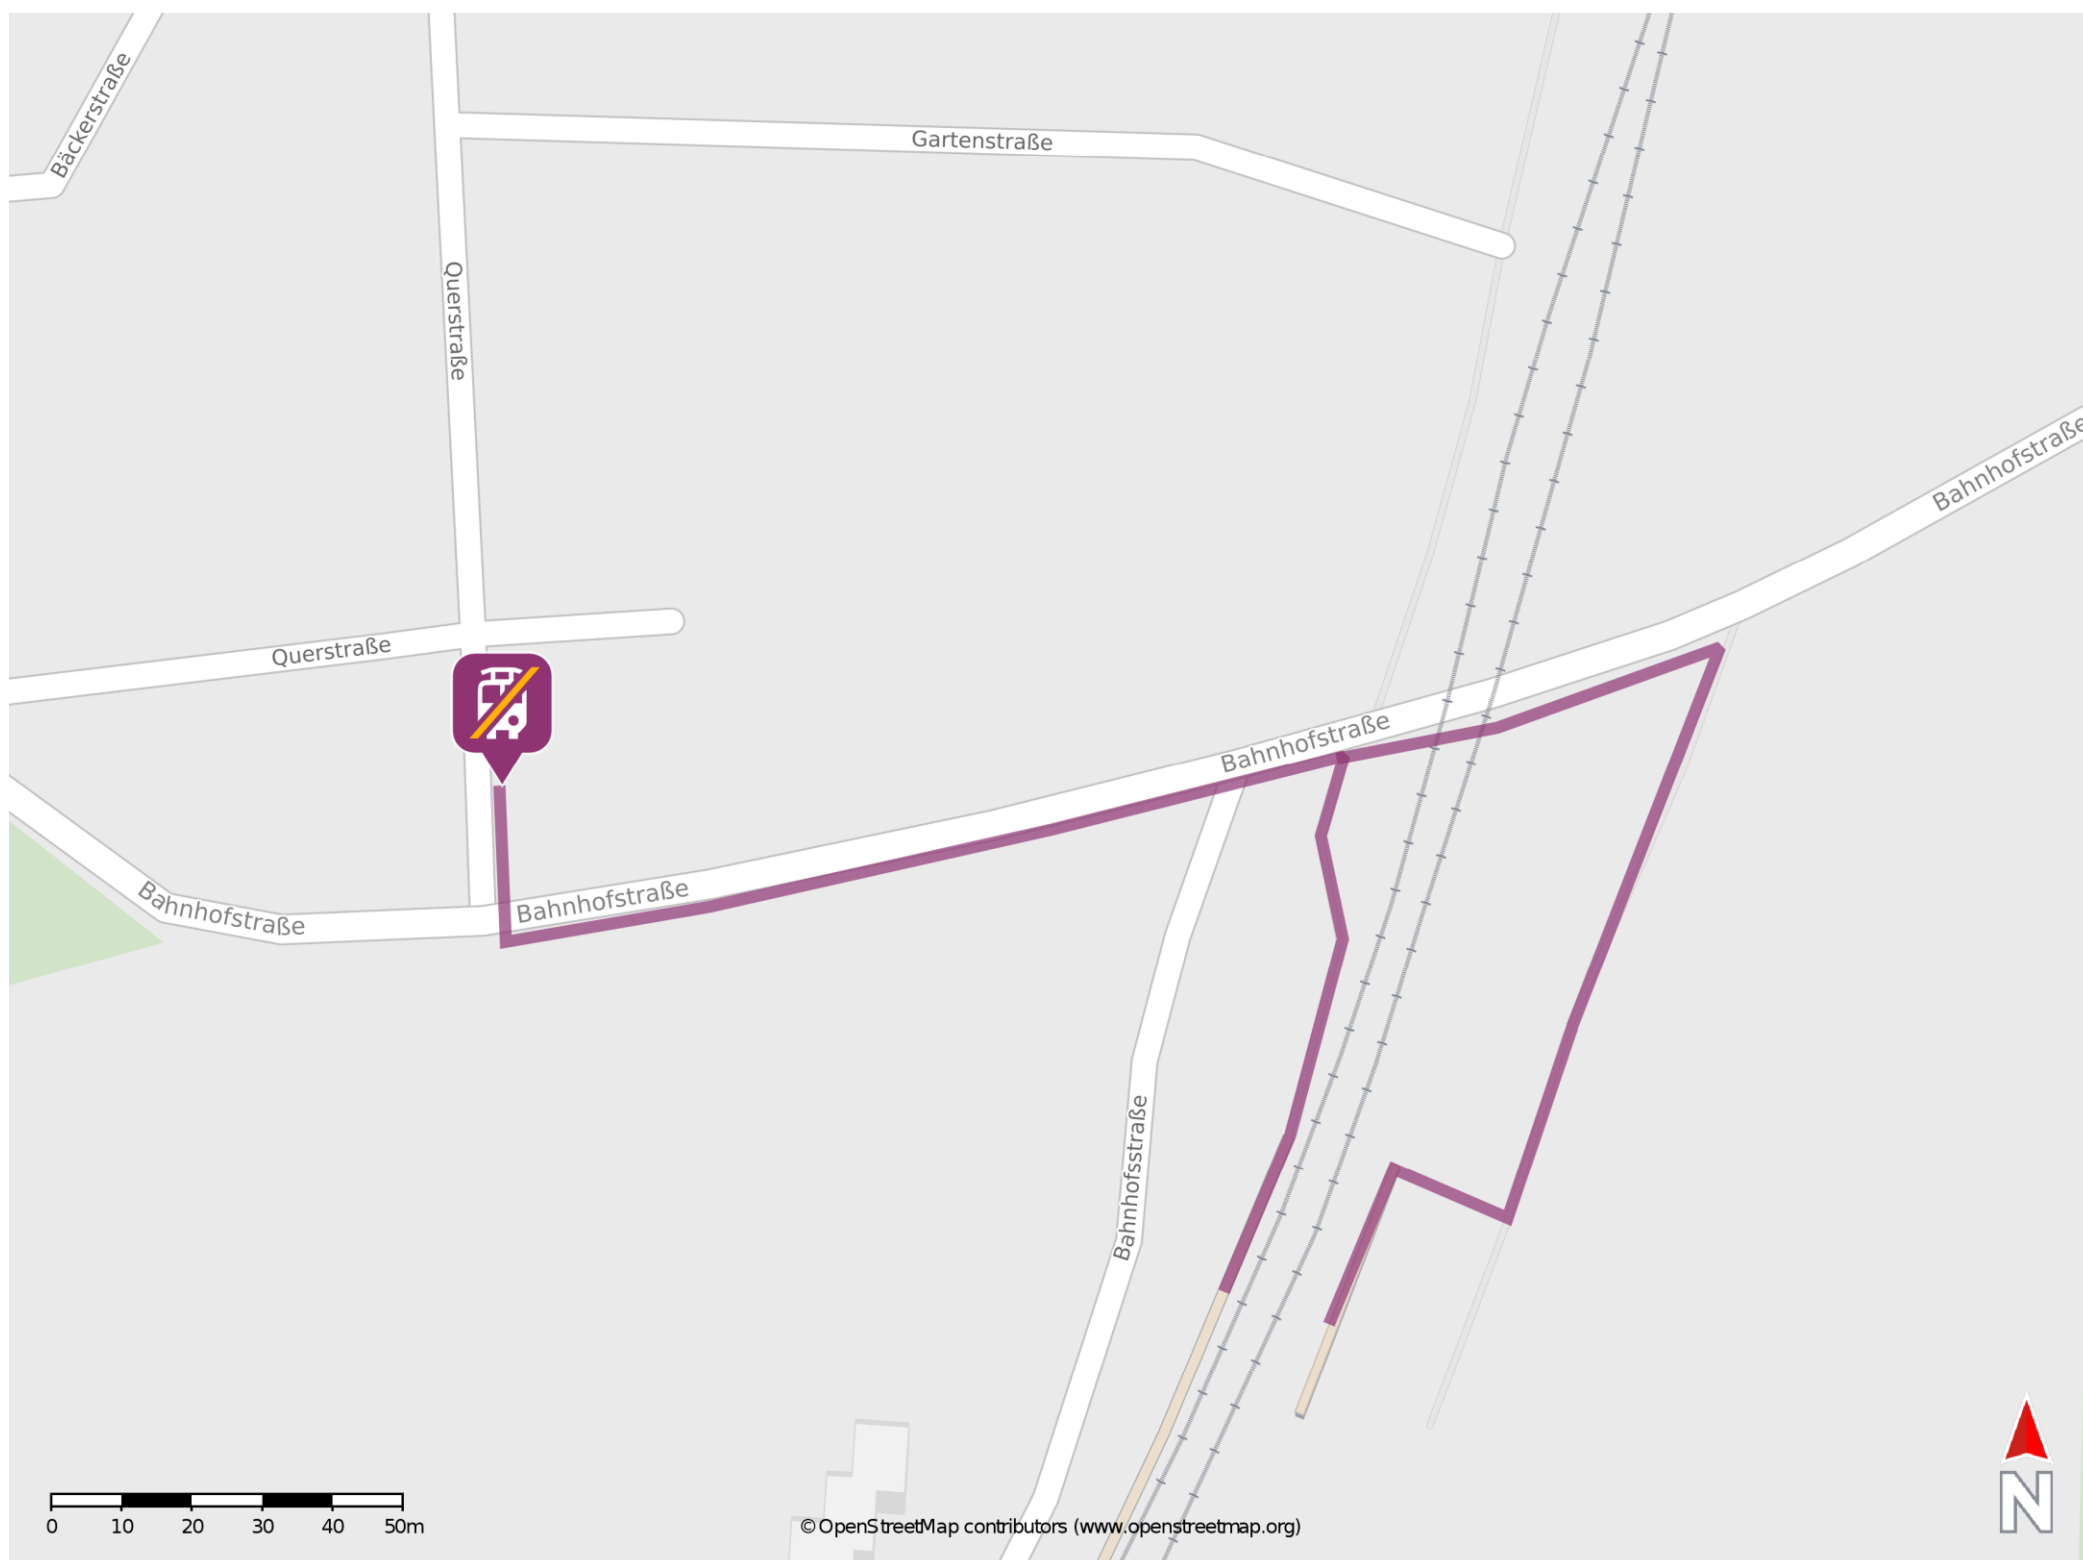 Bäckerstraße
Gartenstraße
Querstraße
Bahnhofstraße
Querstraße
Bahnhofstraße
Bahnhofstraße
Bahnhofstraße
Bahnhofsstraße
0 10 20 30 40 50m
©OpenStreetMap contributors (www.openstreetmap.org)
N